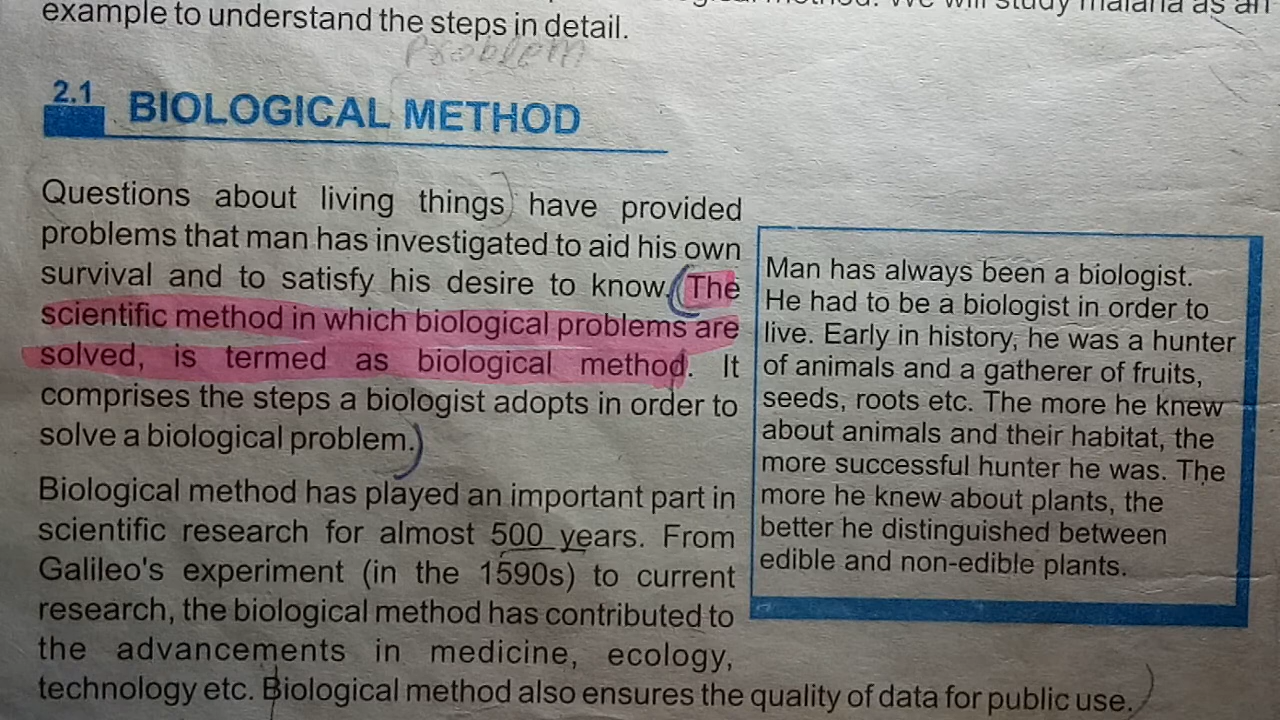 example to understand the steps in detail.
Problem
2.1 BIOLOGICAL METHOD
Questions about living things have provided
problems that man has investigated to aid his own
survival and to satisfy his desire to know. The
scientific method in which biological problems are
solved, is termed as biological method. It
comprises the steps a biologist adopts in order to
solve a biological problem.
Biological method has played an important part in
scientific research for almost 500 years. From
Galileo's experiment (in the 1590s) to current
research, the biological method has contributed to
the advancements in medicine, ecology,
technology etc. Biological method also ensures the quality of data for public use.
Man has always been a biologist.
He had to be a biologist in order to
live. Early in history, he was a hunter
of animals and a gatherer of fruits,
seeds, roots etc. The more he knew
about animals and their habitat, the
more successful hunter he was. The
more he knew about plants, the
better he distinguished between
edible and non-edible plants.